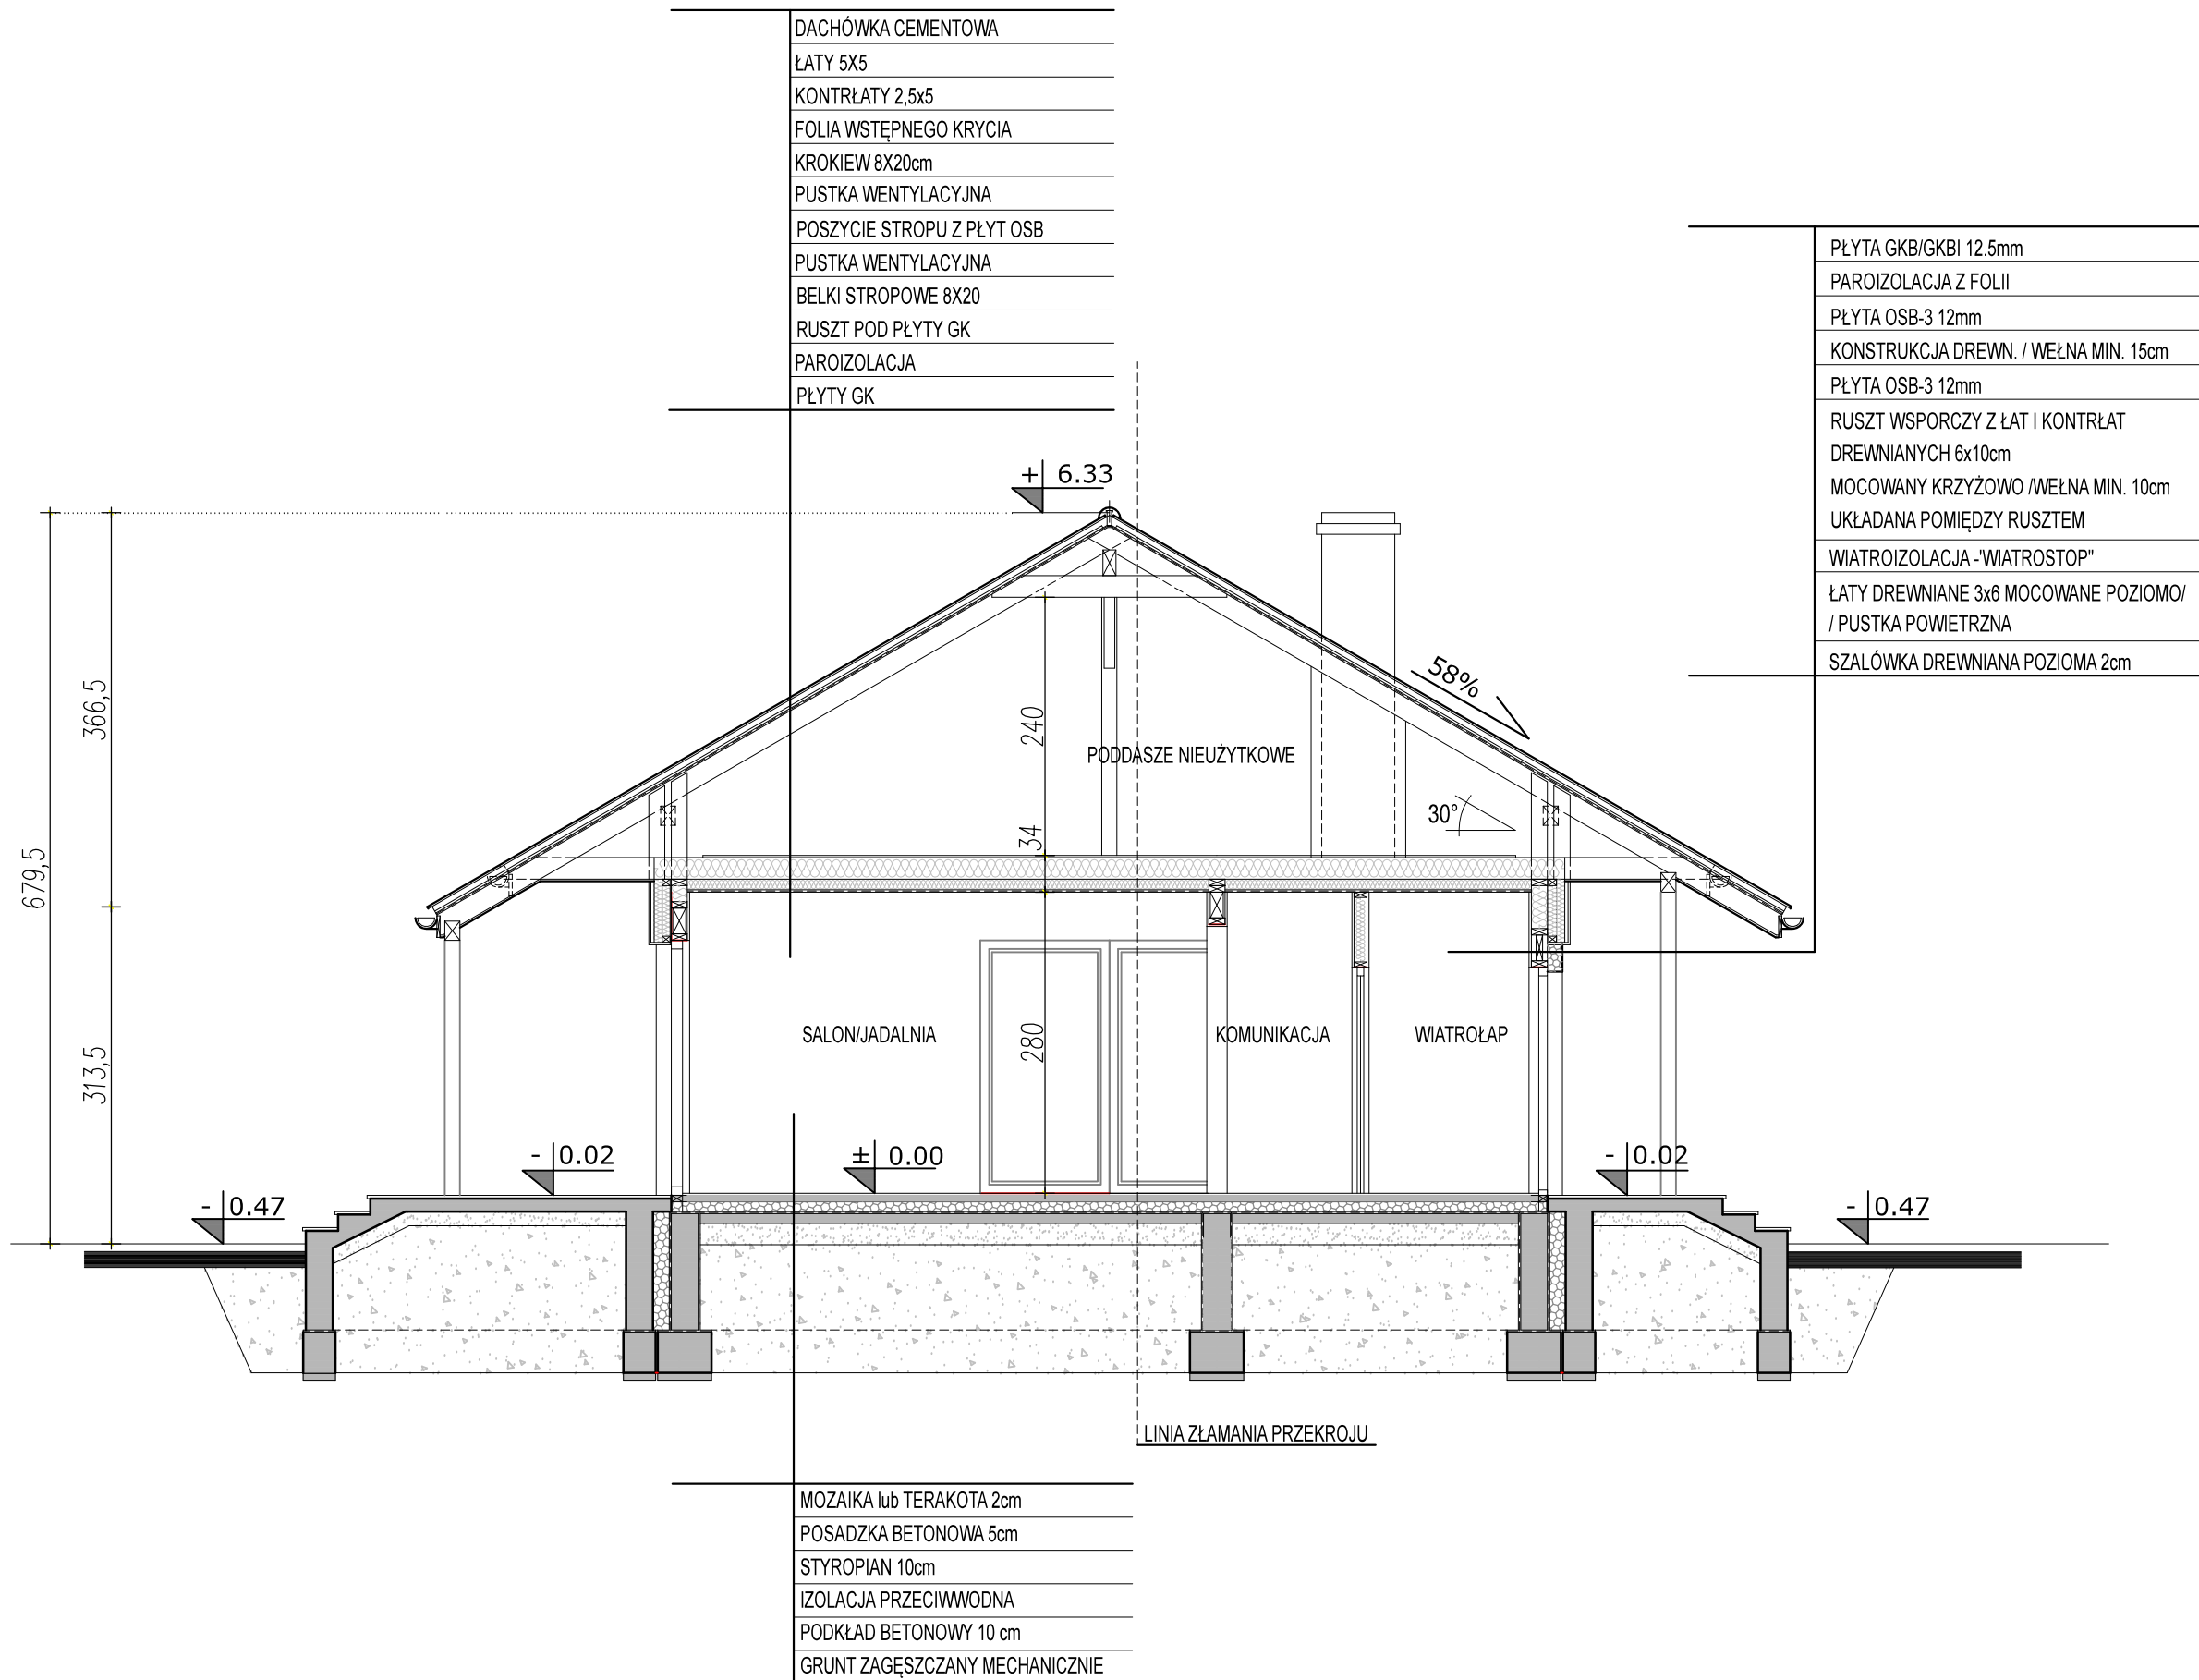 DACHÓWKA CEMENTOWA
ŁATY 5X5
KONTRŁATY 2,5x5
FOLIA WSTĘPNEGO KRYCIA
KROKIEW 8X20cm
PUSTKA WENTYLACYJNA
POSZYCIE STROPU Z PŁYT OSB
PUSTKA WENTYLACYJNA
BELKI STROPOWE 8X20
RUSZT POD PŁYTY GK
PAROIZOLACJA
PŁYTY GK
PŁYTA GKB/GKBI 12.5mm
PAROIZOLACJA Z FOLII
PŁYTA OSB-3 12mm
KONSTRUKCJA DREWN. / WEŁNA MIN. 15cm
PŁYTA OSB-3 12mm
RUSZT WSPORCZY Z ŁAT I KONTRŁAT
DREWNIANYCH 6x10cm
MOCOWANY KRZYŻOWO /WEŁNA MIN. 10cm
UKŁADANA POMIĘDZY RUSZTEM
WIATROIZOLACJA -"WIATROSTOP"
ŁATY DREWNIANE 3x6 MOCOWANE POZIOMO/
/ PUSTKA POWIETRZNA
SZALÓWKA DREWNIANA POZIOMA 2cm
+ 6.33
58%
366,5
240
PODDASZE NIEUŻYTKOWE
30°
34
679,5
SALON/JADALNIA
280
KOMUNIKACJA
WIATROŁAP
313,5
- 0.02
± 0.00
- 0.02
- 0.47
- 0.47
LINIA ZŁAMANIA PRZEKROJU
MOZAIKA lub TERAKOTA 2cm
POSADZKA BETONOWA 5cm
STYROPIAN 10cm
IZOLACJA PRZECIWWODNA
PODKŁAD BETONOWY 10 cm
GRUNT ZAGĘSZCZANY MECHANICZNIE